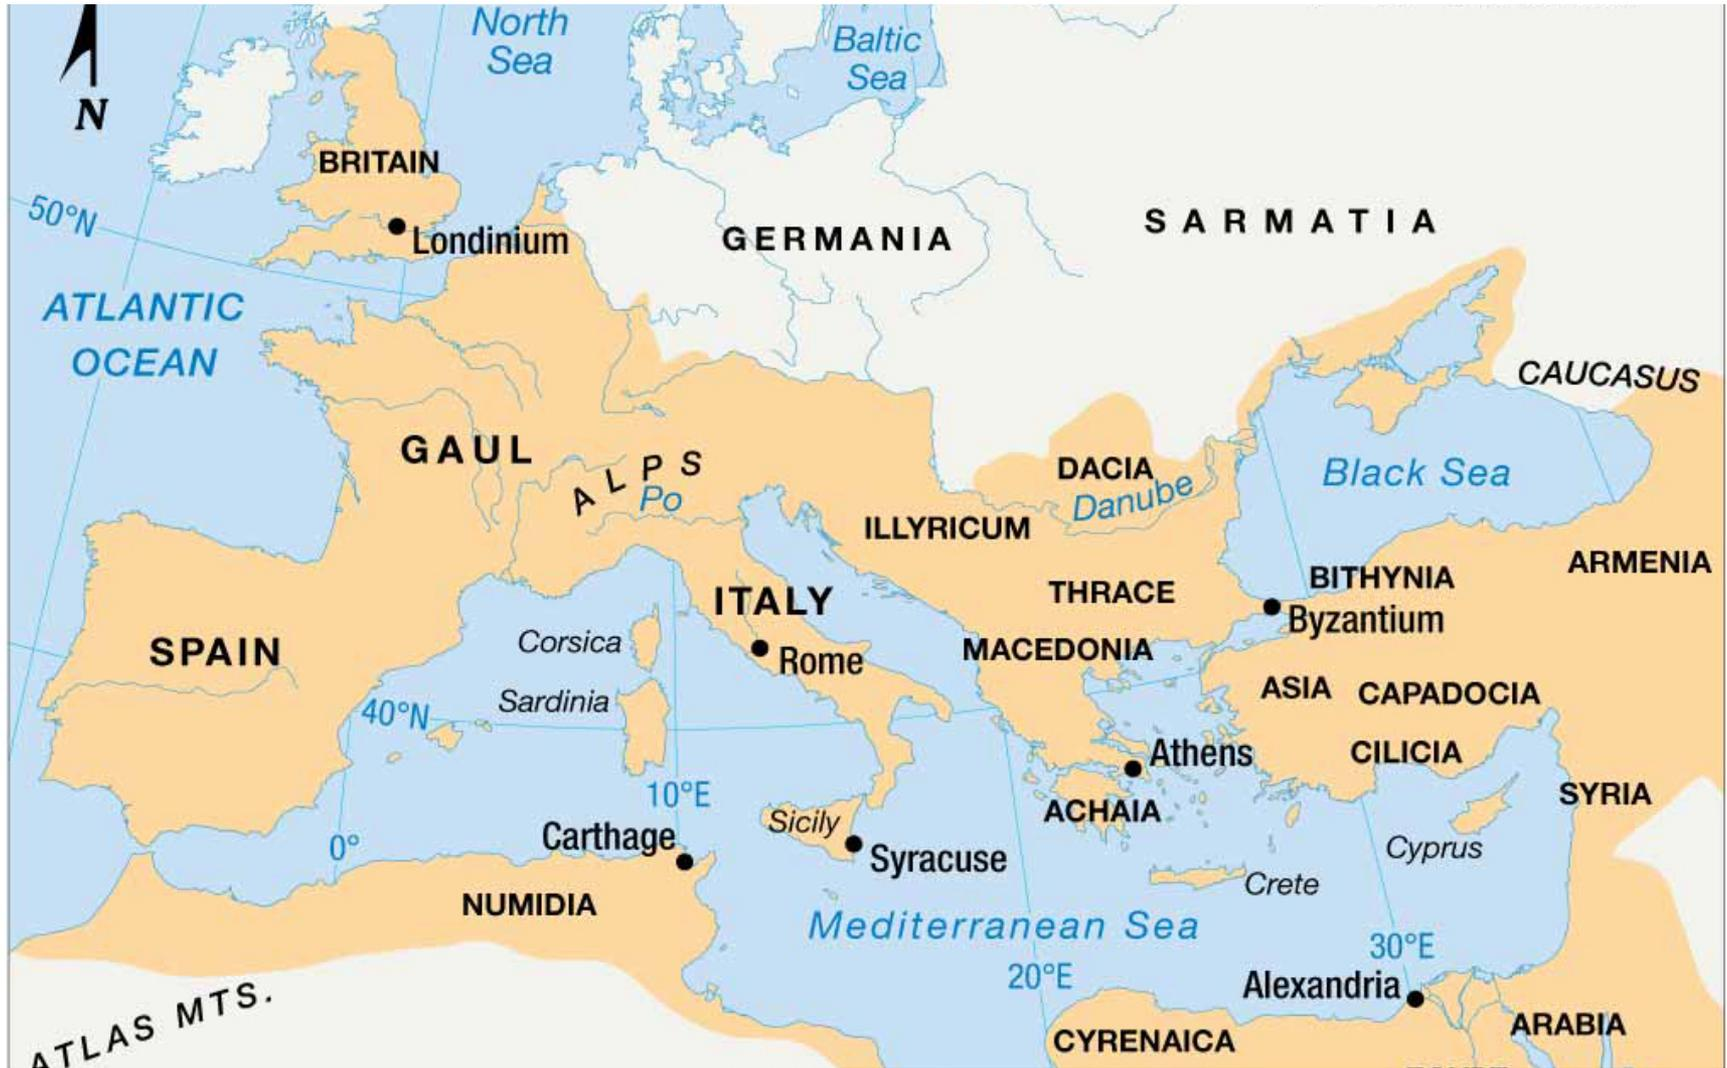 North
Sea
Baltic
Sea
N
BRITAIN
50°N
Londinium
GERMANIA
SARMATIA
ATLANTIC
OCEAN
CAUCASUS
GAUL
ALPS
Po
DACIA
Danube
Black Sea
ILLYRICUM
ARMENIA
BITHYNIA
THRACE
ITALY
Byzantium
Corsica
SPAIN
MACEDONIA
Rome
ASIA
CAPADOCIA
Sardinia
40°N
Athens
CILICIA
10°E
SYRIA
ACHAIA
Sicily
Carthage
0°
Syracuse
Cyprus
Crete
NUMIDIA
Mediterranean Sea
30°E
20°E
Alexandria
ATLAS MTS.
ARABIA
CYRENAICA